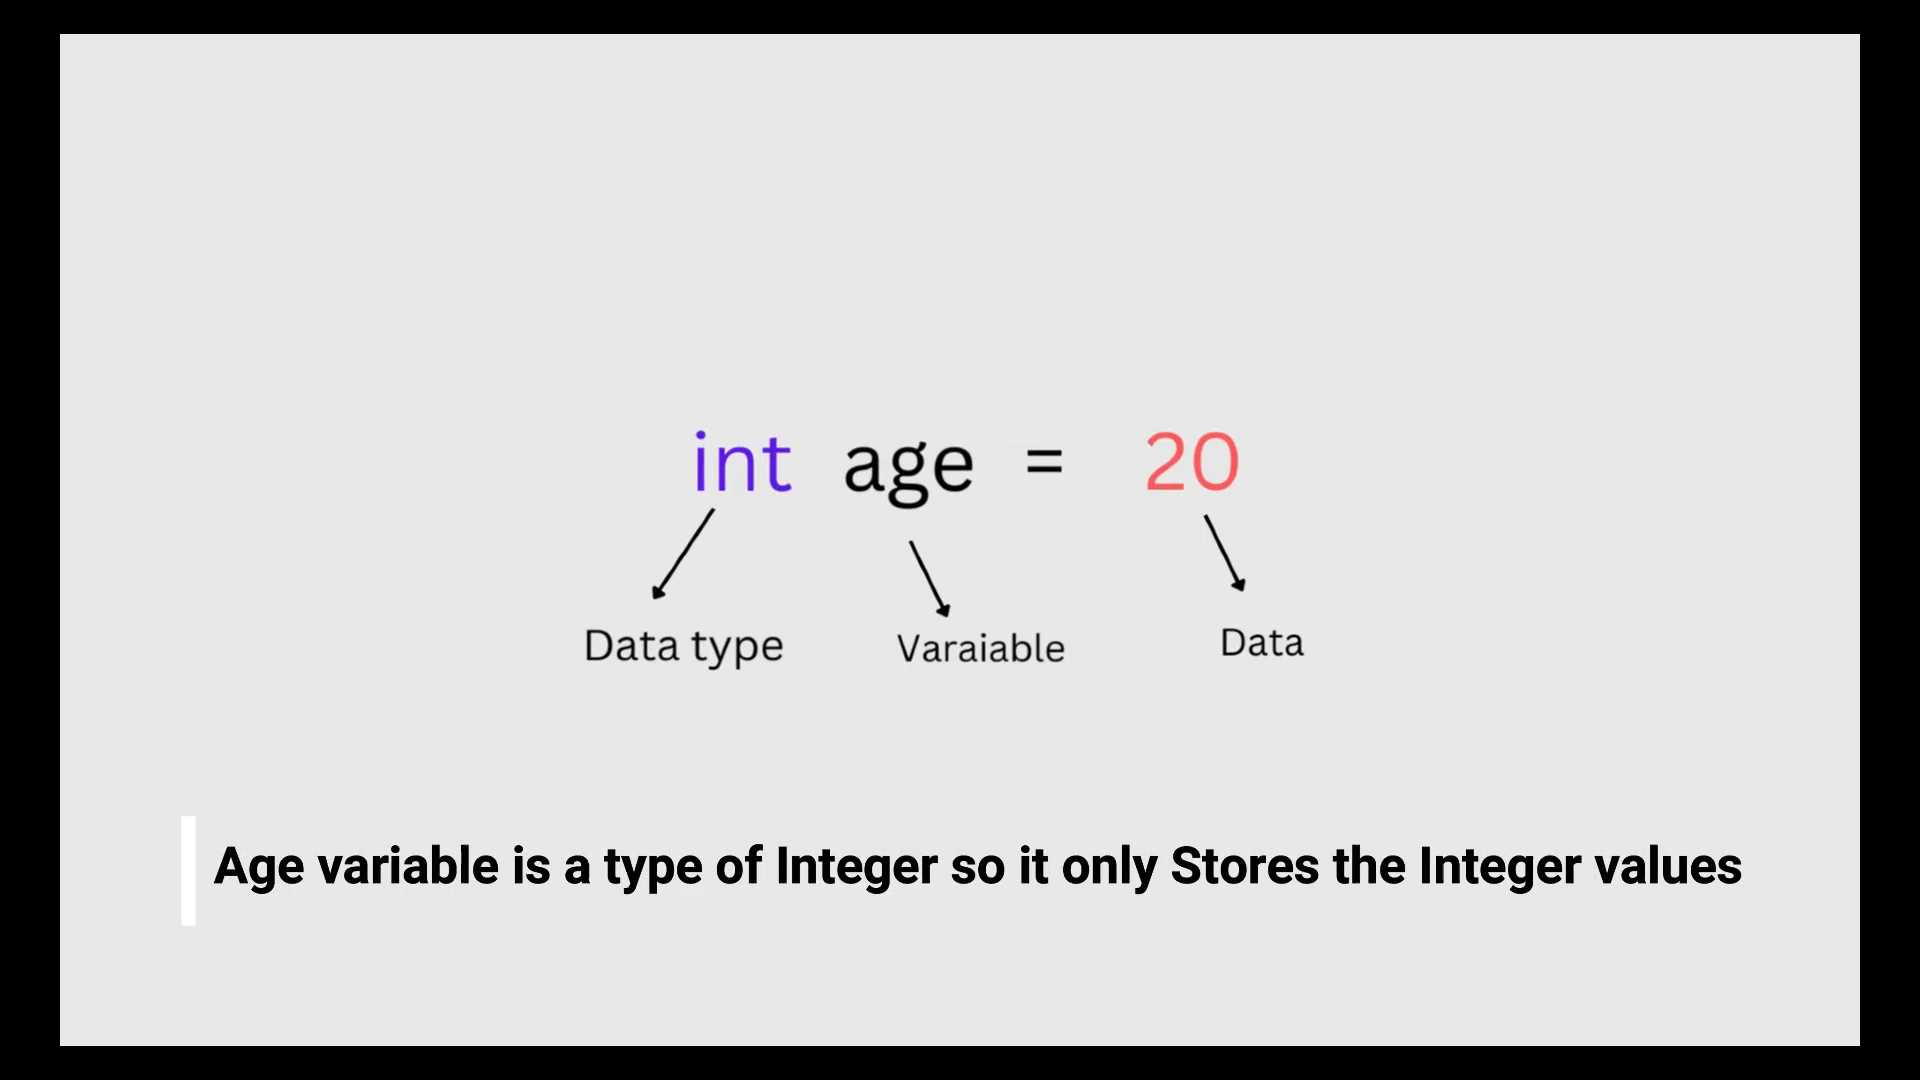 int age = 20
Data type Varaiable Data
Age variable is a type of Integer so it only Stores the Integer values